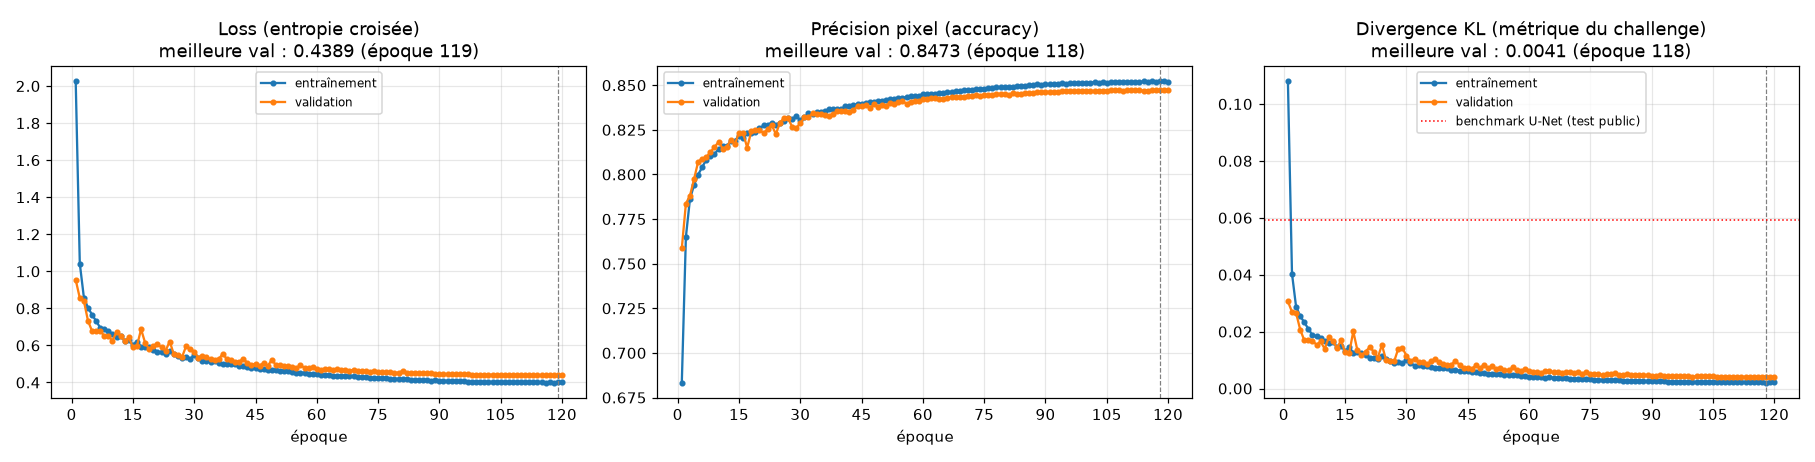 Loss (entropie croisée)
meilleure val : 0.4389 (époque 119)
entraînement
validation
2.0
1.8
1.6
1.4
1.2
1.0
0.8
0.6
0.4
0 15 30 45 60 75 90 105 120
époque
Précision pixel (accuracy)
meilleure val : 0.8473 (époque 118)
entraînement
validation
0.850
0.825
0.800
0.775
0.750
0.725
0.700
0.675
0 15 30 45 60 75 90 105 120
époque
Divergence KL (métrique du challenge)
meilleure val : 0.0041 (époque 118)
entraînement
validation
benchmark U-Net (test public)
0.10
0.08
0.06
0.04
0.02
0.00
0 15 30 45 60 75 90 105 120
époque